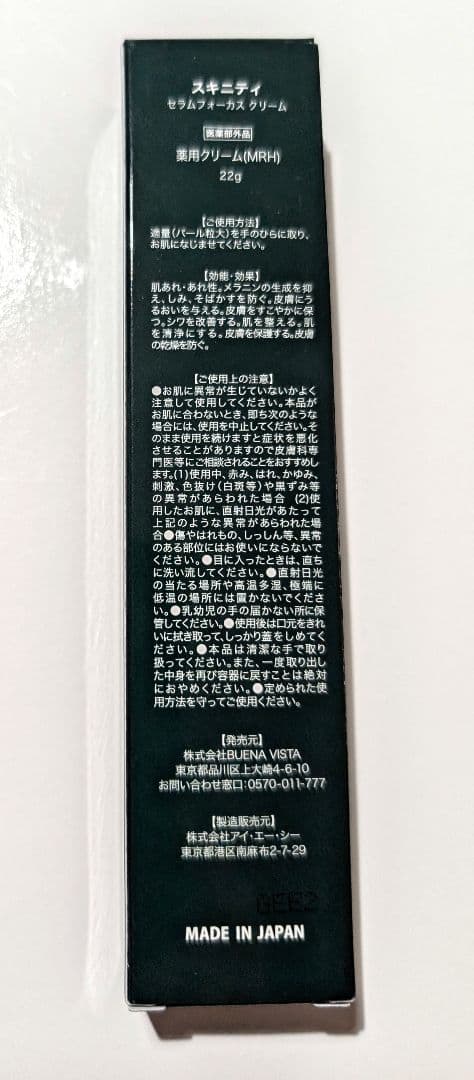 スキニティ
セラムフォーカス クリーム
医薬部外品
薬用クリーム(MRH)
22g
【ご使用方法】
適量(パール粒大)を手のひらに取り、
お肌になじませてください。
【効能・効果】
肌あれ・あれ性。メラニンの生成を抑
え、しみ、そばかすを防ぐ。皮膚にう
るおいを与える。皮膚をすこやかに保
つ。シワを改善する。肌を整える。肌
を清浄にする。皮膚を保護する。皮膚
の乾燥を防ぐ。
【ご使用上の注意】
●お肌に異常が生じていないかよく
注意して使用してください。本品が
お肌に合わないとき、即ち次のような
場合には、使用を中止してください。そ
のまま使用を続けますと症状を悪化
させることがありますので皮膚科専
門医等にご相談されることをおすすめし
ます。(1)使用中、赤み、はれ、かゆみ、
刺激、色抜け(白斑等)や黒ずみ等
の異常があらわれた場合 (2)使
用したお肌に、直射日光があたって
上記のような異常があらわれた場
合●傷やはれもの、しっしん等、異常
のある部位にはお使いにならないで
ください。●目に入ったときは、直ち
に洗い流してください。●直射日光
の当たる場所や高温多湿、極端に
低温の場所には置かないでくださ
い。●乳幼児の手の届かない所に保
管してください。●使用後は口元をきれ
いに拭き取って、しっかり蓋をしめてく
ださい。●本品は清潔な手で取り
扱ってください。また、一度取り出し
た中身を再び容器に戻すことは絶対
におやめください。●定められた使
用方法を守ってご使用ください。
【発売元】
株式会社BUENA VISTA
東京都品川区上大崎4-6-10
お問い合わせ窓口:0570-011-777
【製造販売元】
株式会社アイ・エー・シー
東京都港区南麻布2-7-29
MADE IN JAPAN